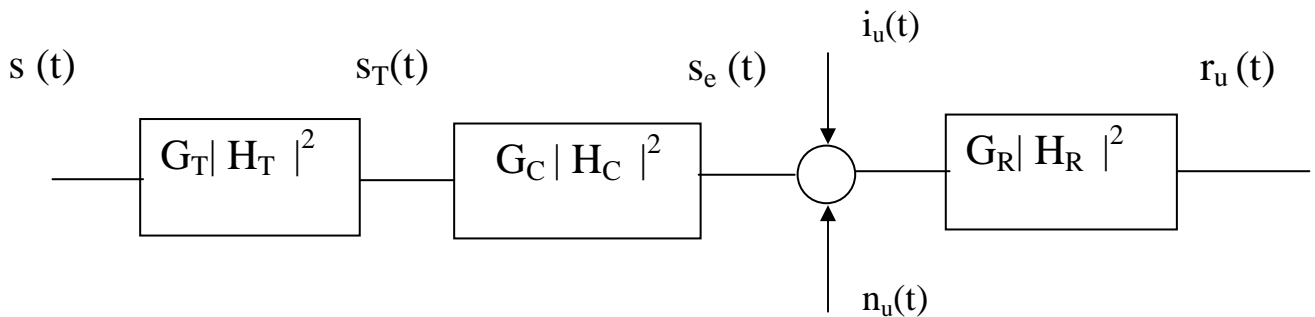 i_u(t)
s (t) s_T(t) s_e (t) r_u (t)
G_T| H_T |² G_C | H_C |² G_R| H_R |²
n_u(t)